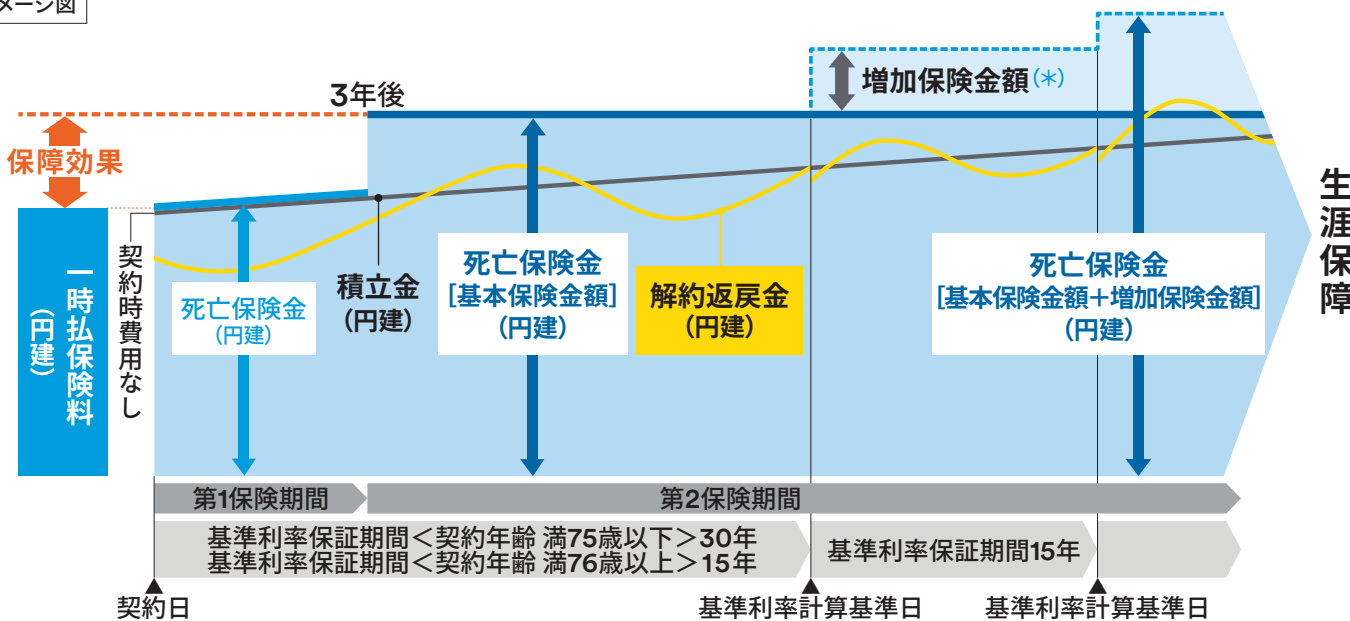 メージ図
3年後
増加保険金額(＊)
保障効果
一時払保険料
(円建)
契約時費用なし
死亡保険金
(円建)
積立金
(円建)
死亡保険金
[基本保険金額]
(円建)
解約返戻金
(円建)
死亡保険金
[基本保険金額＋増加保険金額]
(円建)
生涯保障
第1保険期間
第2保険期間
基準利率保証期間＜契約年齢 満75歳以下＞30年
基準利率保証期間＜契約年齢 満76歳以上＞15年
基準利率保証期間15年
契約日
基準利率計算基準日
基準利率計算基準日